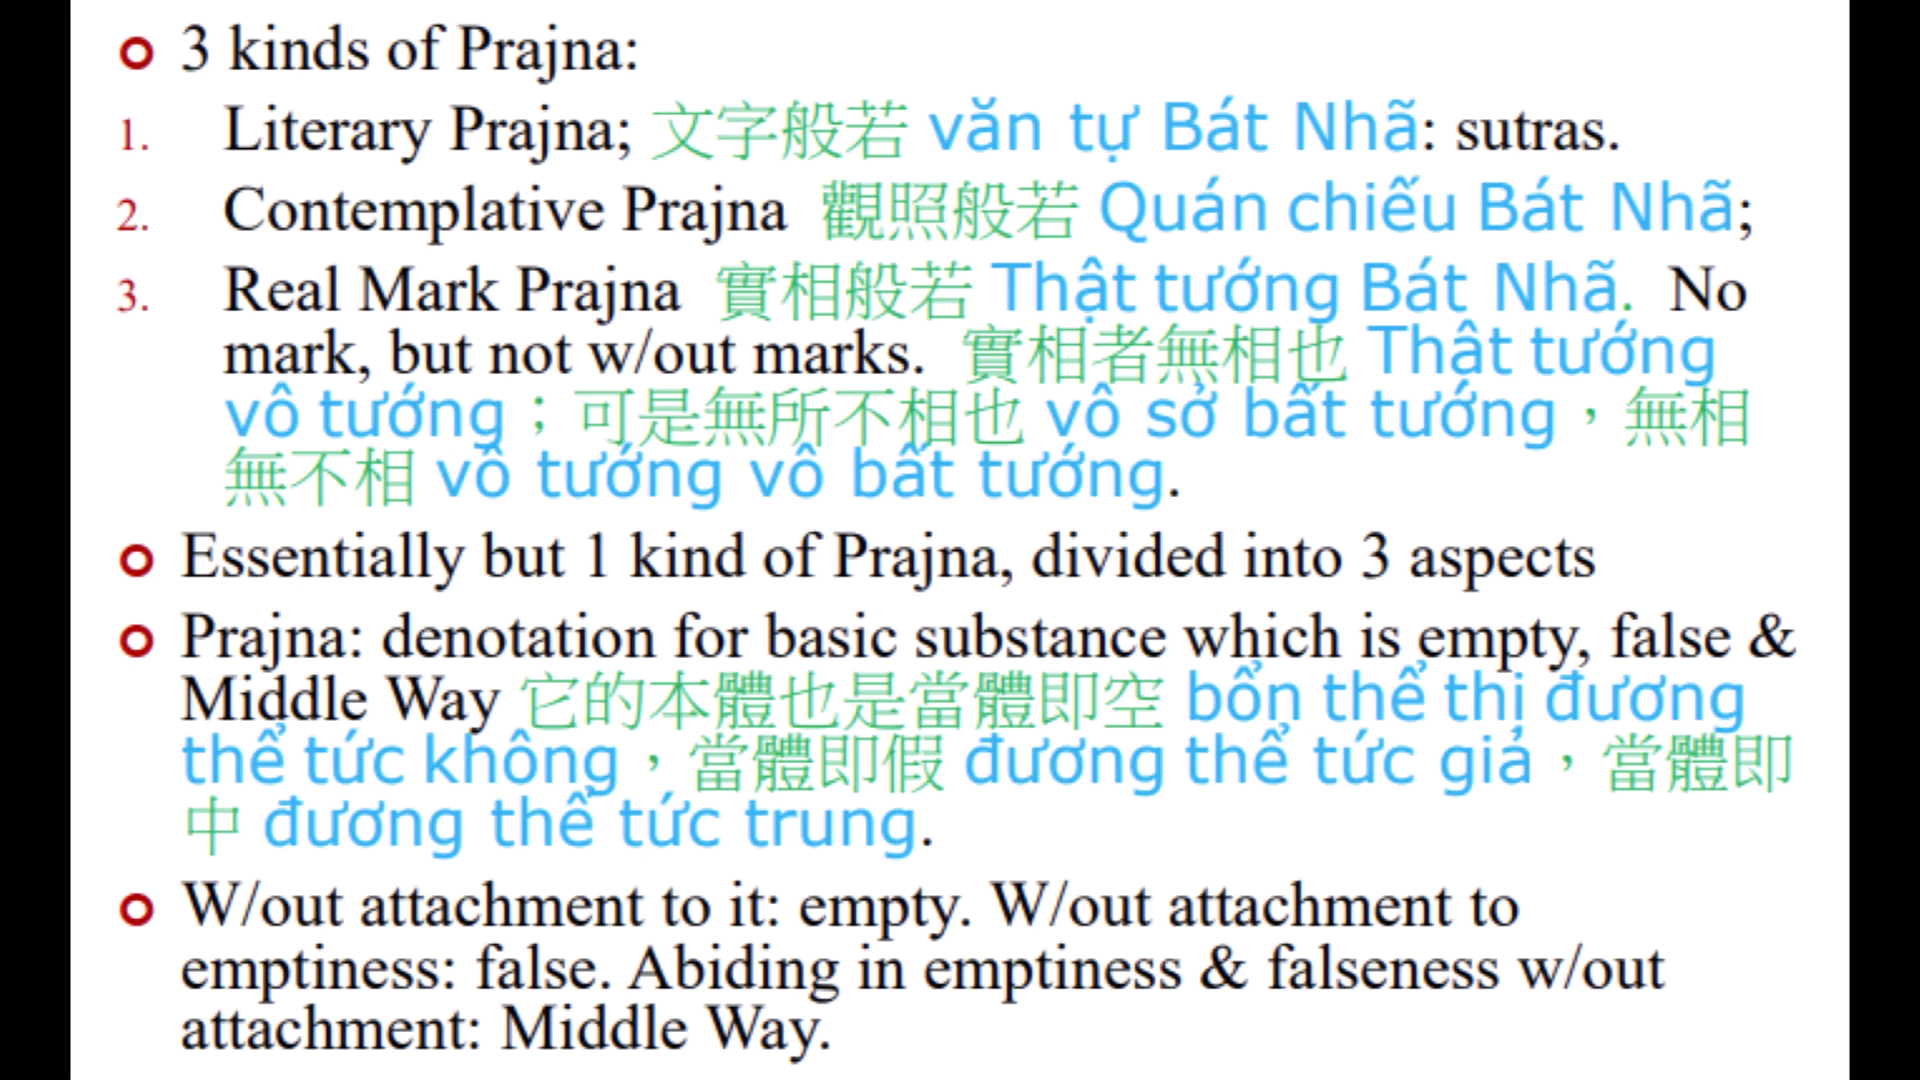 3 kinds of Prajna:
1. Literary Prajna; 文字般若 văn tự Bát Nhã: sutras.
2. Contemplative Prajna 觀照般若 Quán chiếu Bát Nhã;
3. Real Mark Prajna 實相般若 Thật tướng Bát Nhã. No
mark, but not w/out marks. 實相者無相也 Thật tướng
vô tướng；可是無所不相也 vô sở bất tướng，無相
無不相 vô tướng vô bất tướng.
Essentially but 1 kind of Prajna, divided into 3 aspects
Prajna: denotation for basic substance which is empty, false &
Middle Way 它的本體也是當體即空 bổn thể thị đương
thể tức không，當體即假 đương thể tức giả，當體即
中 đương thể tức trung.
W/out attachment to it: empty. W/out attachment to
emptiness: false. Abiding in emptiness & falseness w/out
attachment: Middle Way.